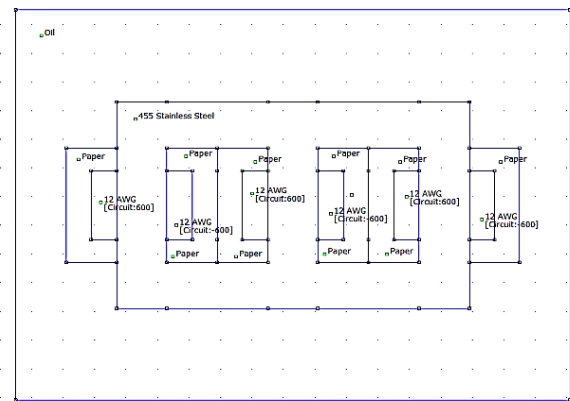 Oil
455 Stainless Steel
Paper
Paper
Paper
Paper
Paper
Paper
12 AWG
[Circuit:600]
12 AWG
[Circuit:-600]
12 AWG
[Circuit:600]
12 AWG
[Circuit:-600]
12 AWG
[Circuit:600]
12 AWG
[Circuit:-600]
Paper
Paper
Paper
Paper